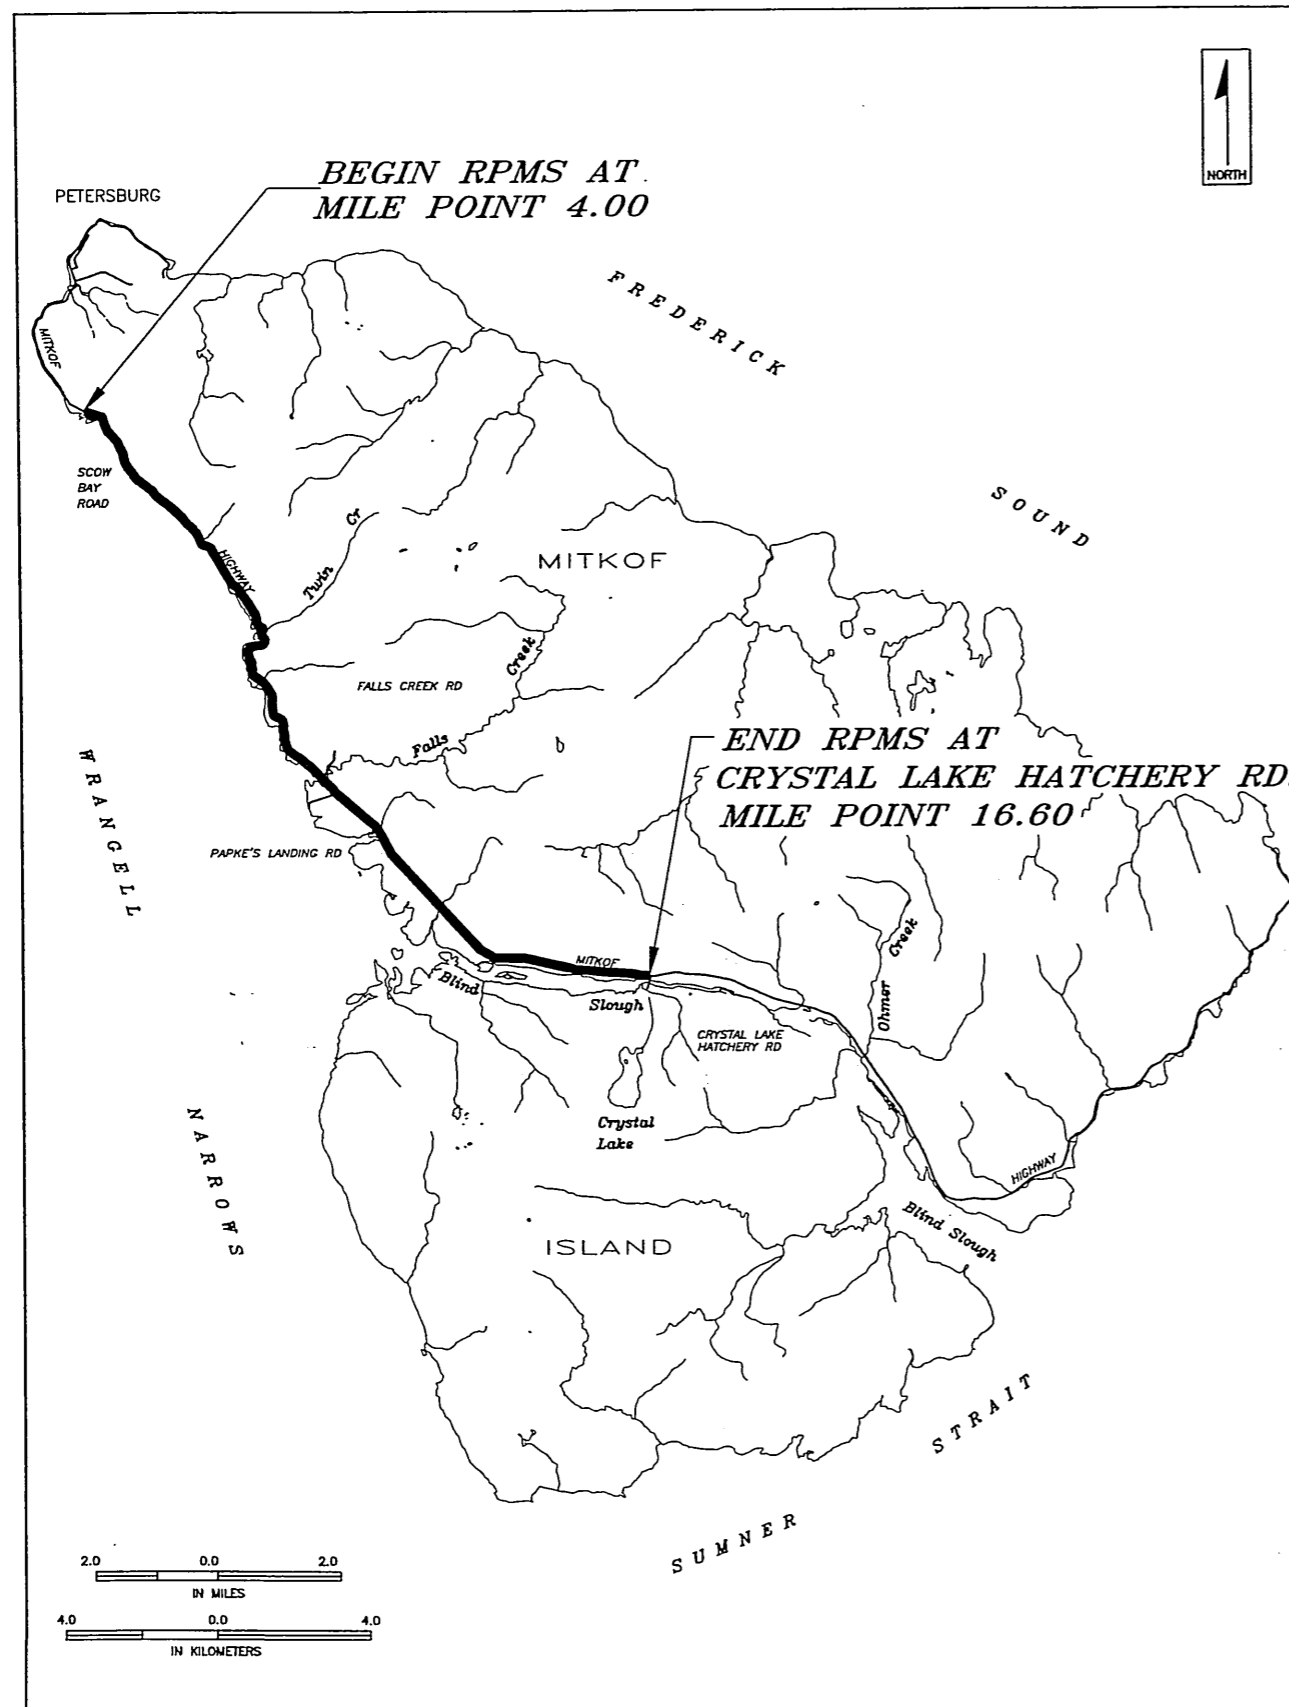 NORTH
BEGIN RPMS AT
MILE POINT 4.00
PETERSBURG
FREDERICK
MITKOF
SCOW
BAY
ROAD
SOUND
Twin Cr
MITKOF
HIGHWAY
Creek
FALLS CREEK RD
Falls
END RPMS AT
CRYSTAL LAKE HATCHERY RD.
MILE POINT 16.60
WRANGELL
PAPKE'S LANDING RD
Creek
Ohmer
MITKOF
Blind
Slough
CRYSTAL LAKE
HATCHERY RD
Crystal
Lake
NARROWS
HIGHWAY
Blind Slough
ISLAND
STRAIT
SUMNER
2.0 0.0 2.0
IN MILES
4.0 0.0 4.0
IN KILOMETERS